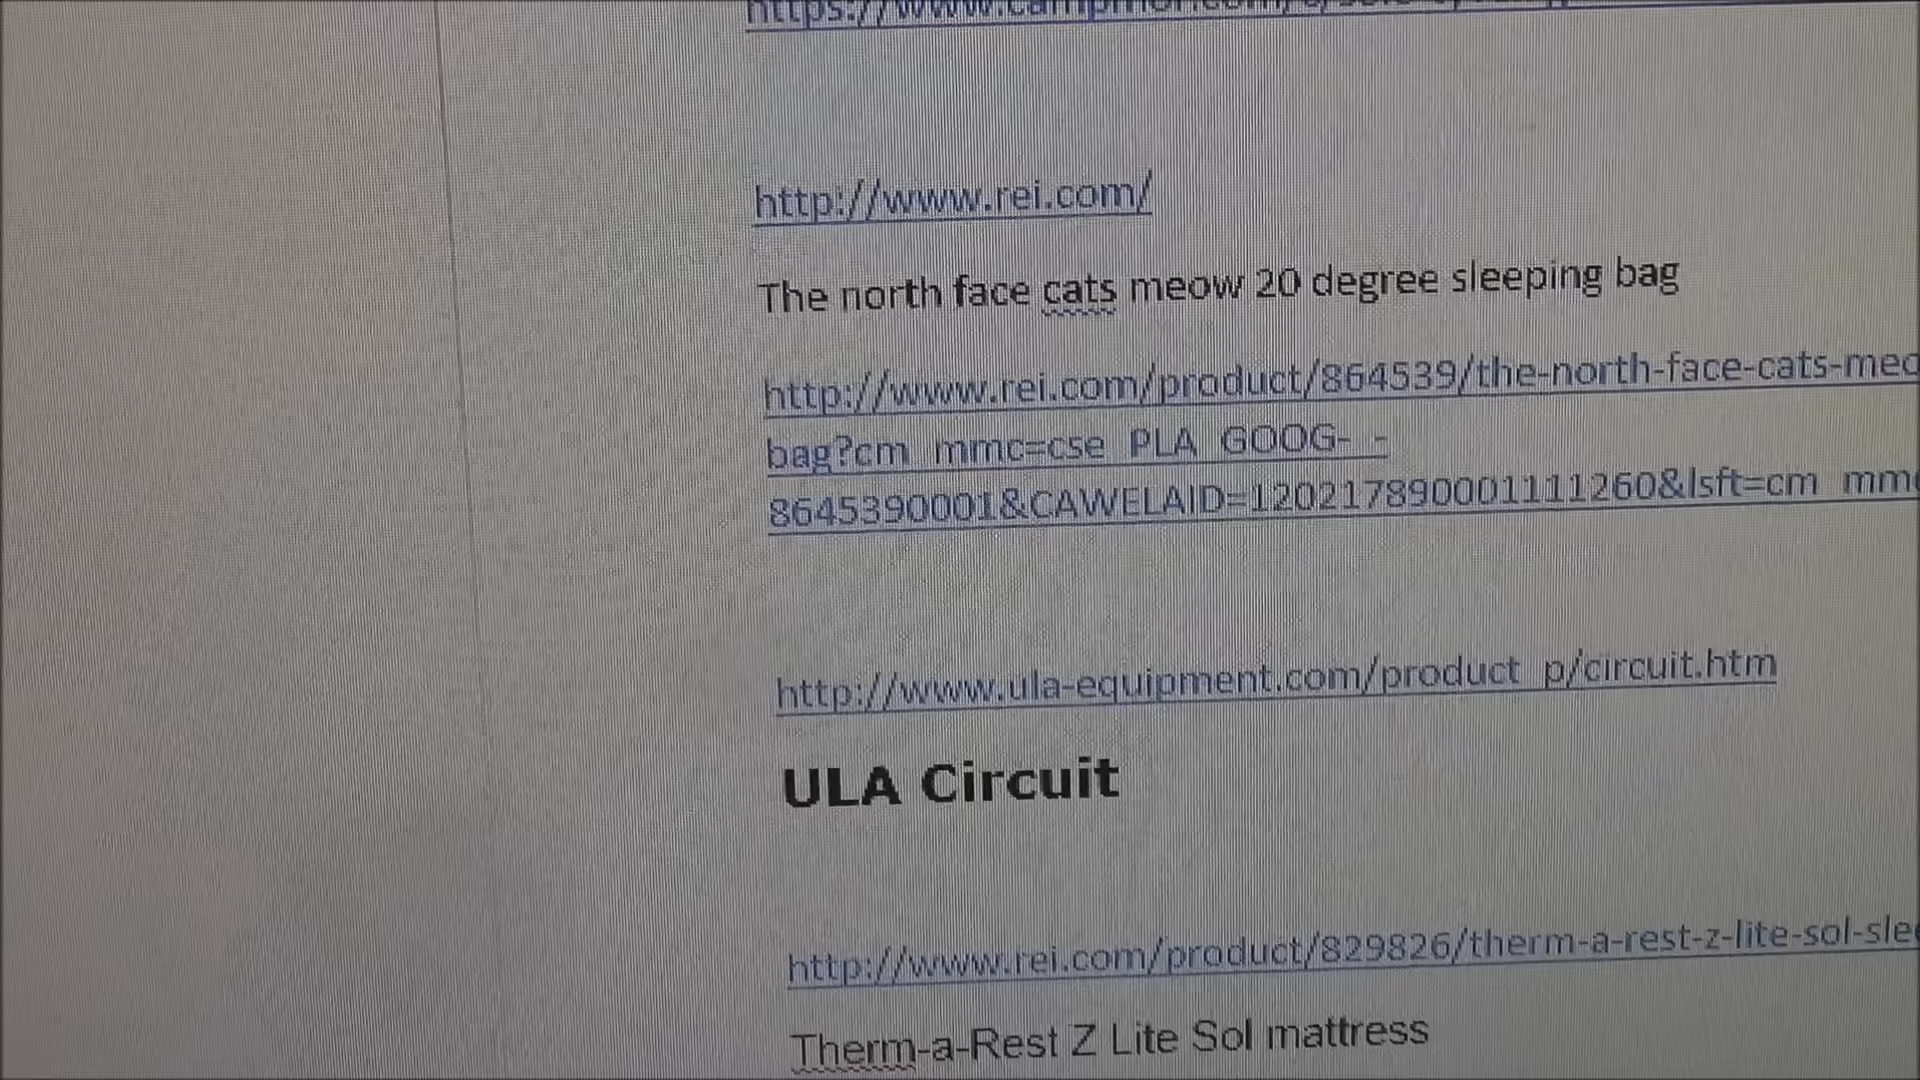 http://www.rei.com/
The north face cats meow 20 degree sleeping bag
http://www.rei.com/product/864539/the-north-face-cats-meo
bag?cm_mmc=cse_PLA_GOOG-_-
8645390001&CAWELAID=120217890001111260&lsft=cm_mmc
http://www.ula-equipment.com/product_p/circuit.htm
ULA Circuit
http://www.rei.com/product/829826/therm-a-rest-z-lite-sol-slee
Therm-a-Rest Z Lite Sol mattress